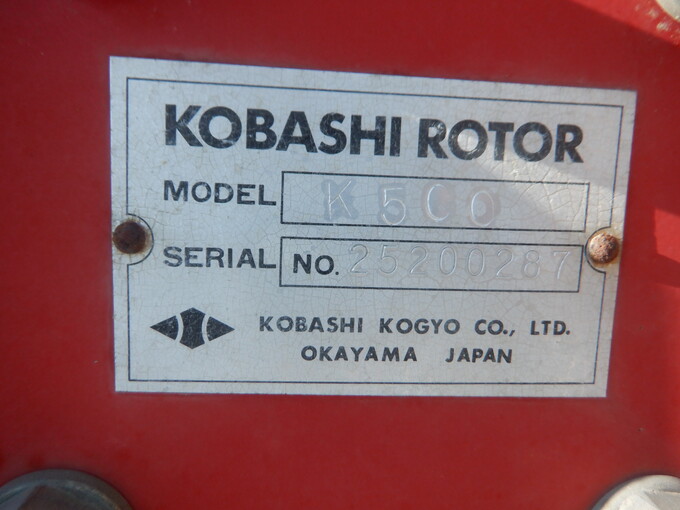 KOBASHI ROTOR
MODEL K500
SERIAL NO. 25200287
KOBASHI KOGYO CO., LTD.
OKAYAMA JAPAN